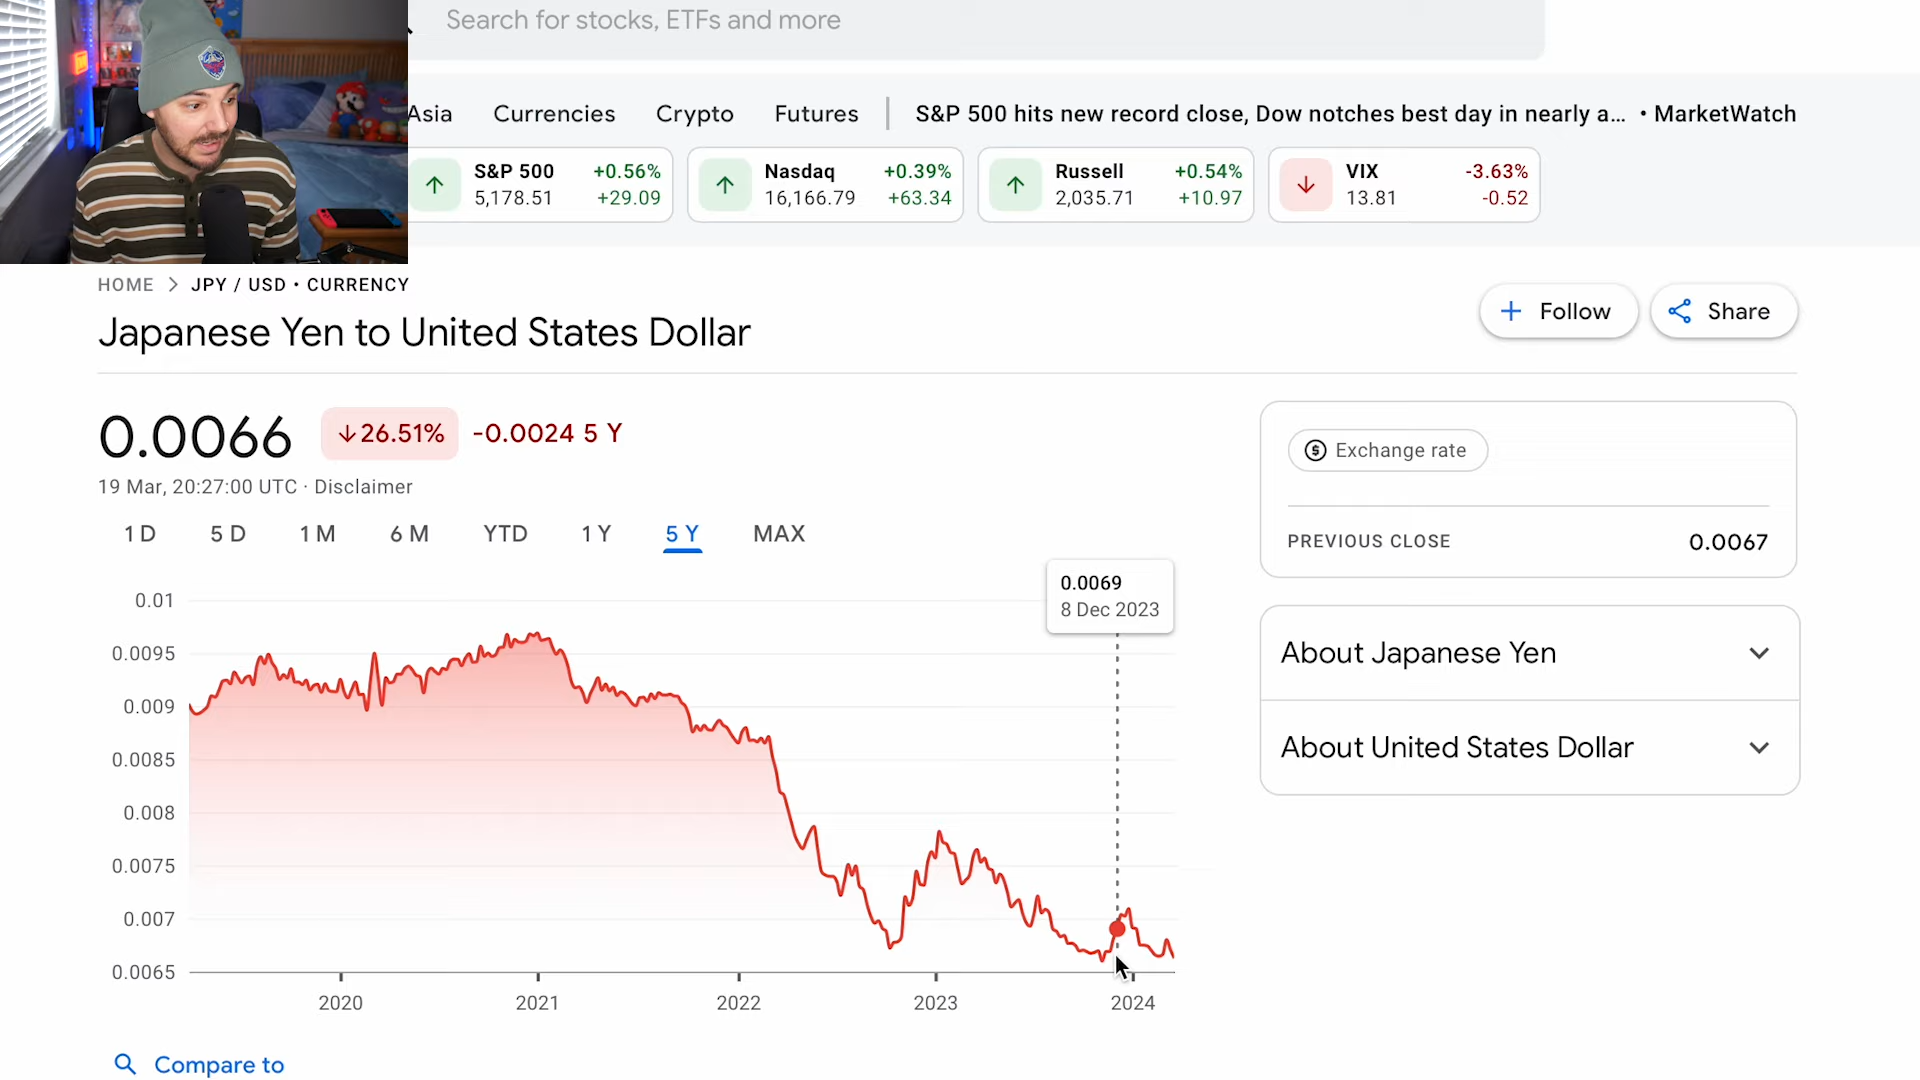 Search for stocks, ETFs and more
Asia Currencies Crypto Futures S&P 500 hits new record close, Dow notches best day in nearly a... • MarketWatch
S&P 500 +0.56%
5,178.51 +29.09
Nasdaq +0.39%
16,166.79 +63.34
Russell +0.54%
2,035.71 +10.97
VIX -3.63%
13.81 -0.52
HOME > JPY / USD • CURRENCY
Japanese Yen to United States Dollar
Follow
Share
0.0066 ↓26.51% -0.0024 5 Y
19 Mar, 20:27:00 UTC · Disclaimer
1 D 5 D 1 M 6 M YTD 1 Y 5 Y MAX
0.0069
8 Dec 2023
0.01
0.0095
0.009
0.0085
0.008
0.0075
0.007
0.0065
2020 2021 2022 2023 2024
Compare to
Exchange rate
PREVIOUS CLOSE 0.0067
About Japanese Yen
About United States Dollar